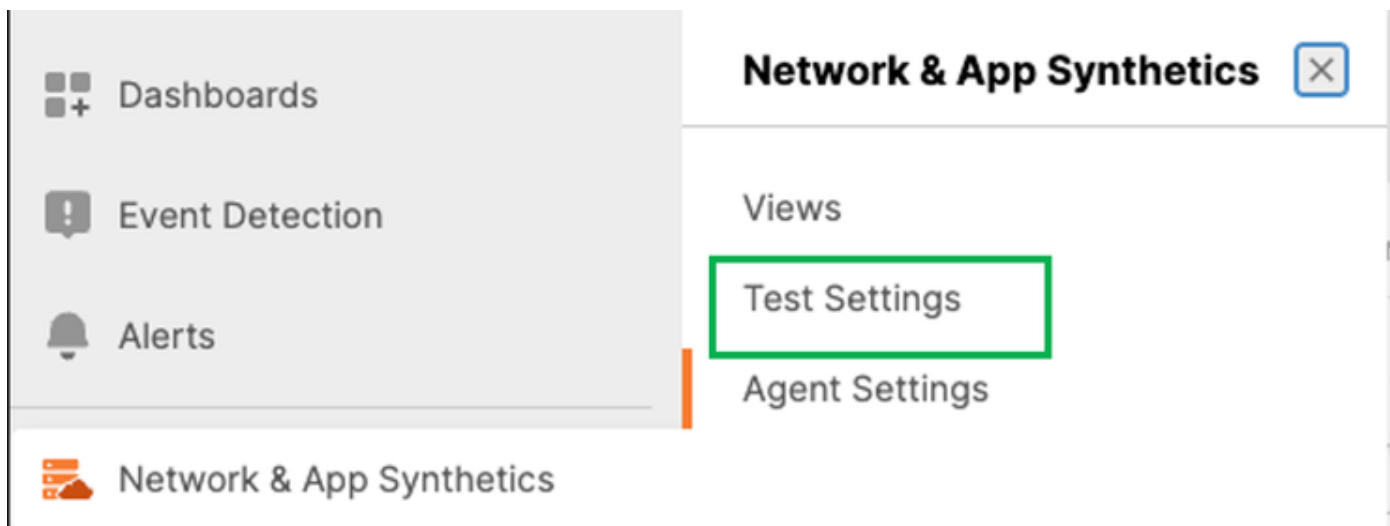 Dashboards
Event Detection
Alerts
Network & App Synthetics
Network & App Synthetics
Views
Test Settings
Agent Settings